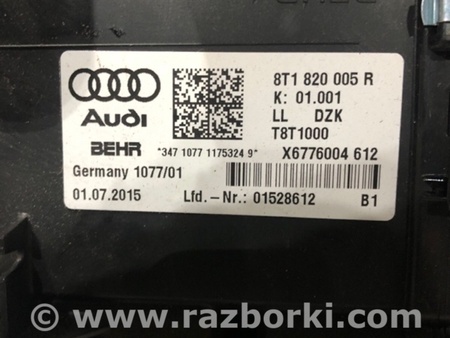 8T1 820 005 R
K: 01.001
LL DZK
Audi
T8T1000
BEHR *347 1077 1175324 9* X6776004 612
Germany 1077/01
01.07.2015 Lfd.-Nr.: 01528612 B1
© www.razborki.com